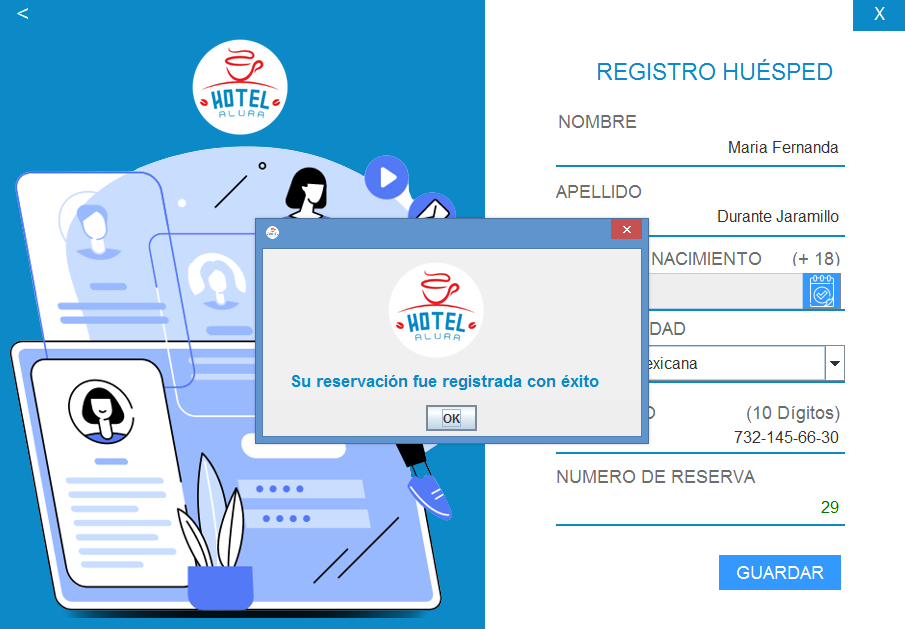 <
X
HOTEL
ALURA
REGISTRO HUÉSPED
NOMBRE
Maria Fernanda
APELLIDO
Durante Jaramillo
NACIMIENTO (+ 18)
DAD
exicana
O (10 Dígitos)
732-145-66-30
NUMERO DE RESERVA
29
GUARDAR
HOTEL
ALURA
Su reservación fue registrada con éxito
OK